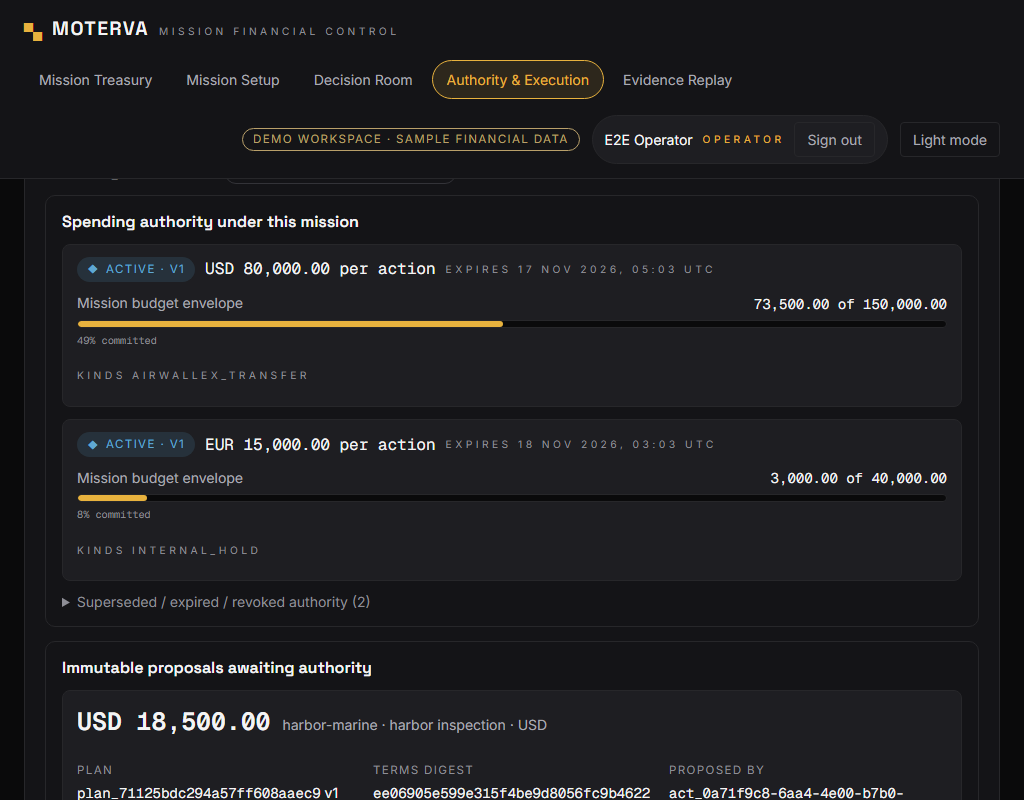 MOTERVA MISSION FINANCIAL CONTROL
Mission Treasury Mission Setup Decision Room Authority & Execution Evidence Replay
DEMO WORKSPACE · SAMPLE FINANCIAL DATA E2E Operator OPERATOR Sign out Light mode
Spending authority under this mission
◆ ACTIVE · V1 USD 80,000.00 per action EXPIRES 17 NOV 2026, 05:03 UTC
Mission budget envelope 73,500.00 of 150,000.00
49% committed
KINDS AIRWALLEX_TRANSFER
◆ ACTIVE · V1 EUR 15,000.00 per action EXPIRES 18 NOV 2026, 03:03 UTC
Mission budget envelope 3,000.00 of 40,000.00
8% committed
KINDS INTERNAL_HOLD
▶ Superseded / expired / revoked authority (2)
Immutable proposals awaiting authority
USD 18,500.00 harbor-marine · harbor inspection · USD
PLAN TERMS DIGEST PROPOSED BY
plan_71125bdc294a57ff608aaec9 v1 ee06905e599e315f4be9d8056fc9b4622 act_0a71f9c8-6aa4-4e00-b7b0-